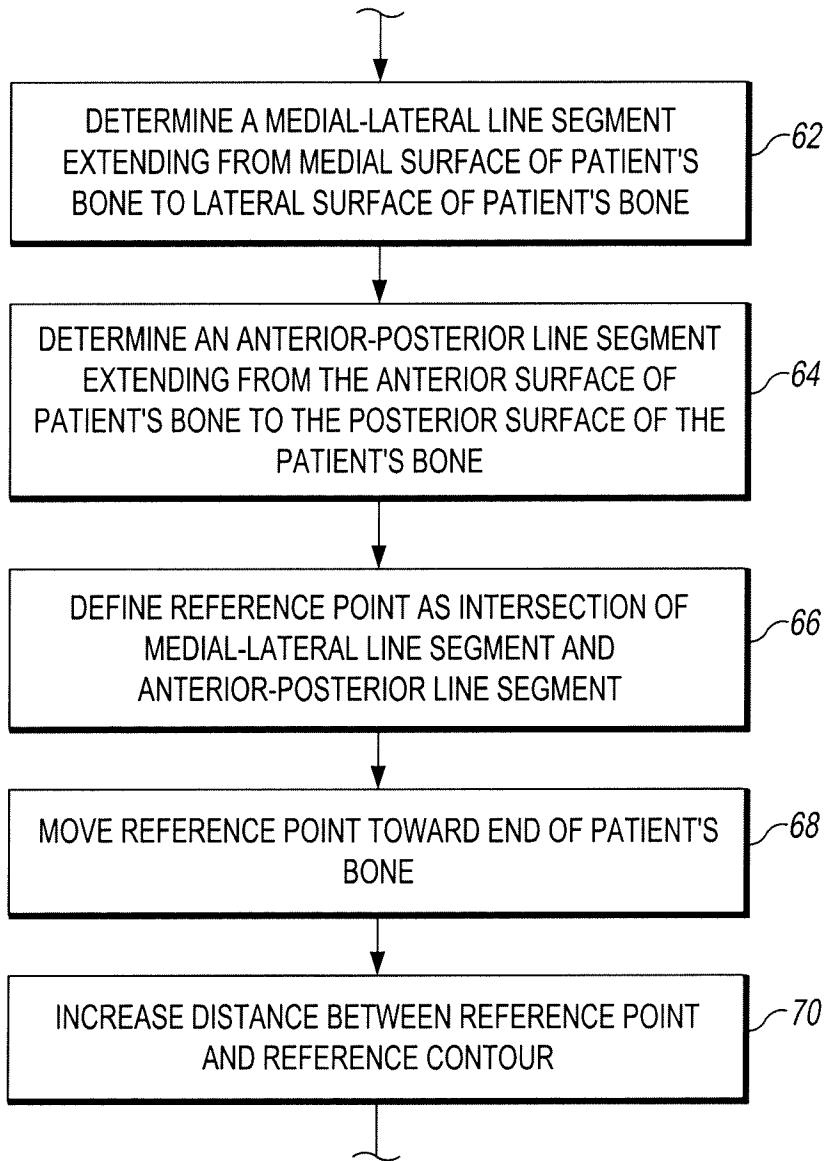 DETERMINE A MEDIAL-LATERAL LINE SEGMENT
EXTENDING FROM MEDIAL SURFACE OF PATIENT'S
BONE TO LATERAL SURFACE OF PATIENT'S BONE
62
DETERMINE AN ANTERIOR-POSTERIOR LINE SEGMENT
EXTENDING FROM THE ANTERIOR SURFACE OF
PATIENT'S BONE TO THE POSTERIOR SURFACE OF THE
PATIENT'S BONE
64
DEFINE REFERENCE POINT AS INTERSECTION OF
MEDIAL-LATERAL LINE SEGMENT AND
ANTERIOR-POSTERIOR LINE SEGMENT
66
MOVE REFERENCE POINT TOWARD END OF PATIENT'S
BONE
68
INCREASE DISTANCE BETWEEN REFERENCE POINT
AND REFERENCE CONTOUR
70